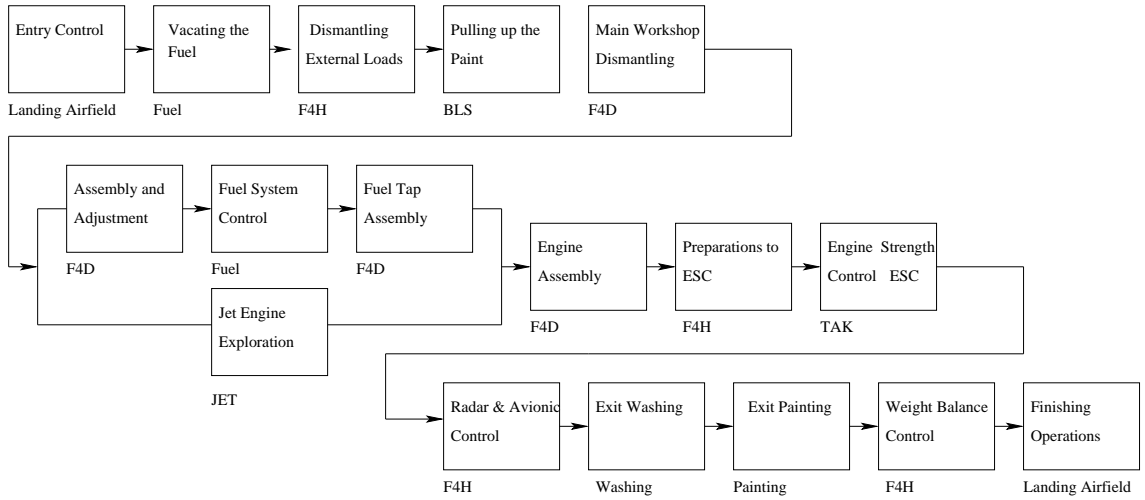 Entry Control
Landing Airfield
Vacating the
Fuel
Fuel
Dismantling
External Loads
F4H
Pulling up the
Paint
BLS
Main Workshop
Dismantling
F4D
Assembly and
Adjustment
F4D
Fuel System
Control
Fuel
Fuel Tap
Assembly
F4D
Jet Engine
Exploration
JET
Engine
Assembly
F4D
Preparations to
ESC
F4H
Engine Strength
Control ESC
TAK
Radar & Avionic
Control
F4H
Exit Washing
Washing
Exit Painting
Painting
Weight Balance
Control
F4H
Finishing
Operations
Landing Airfield